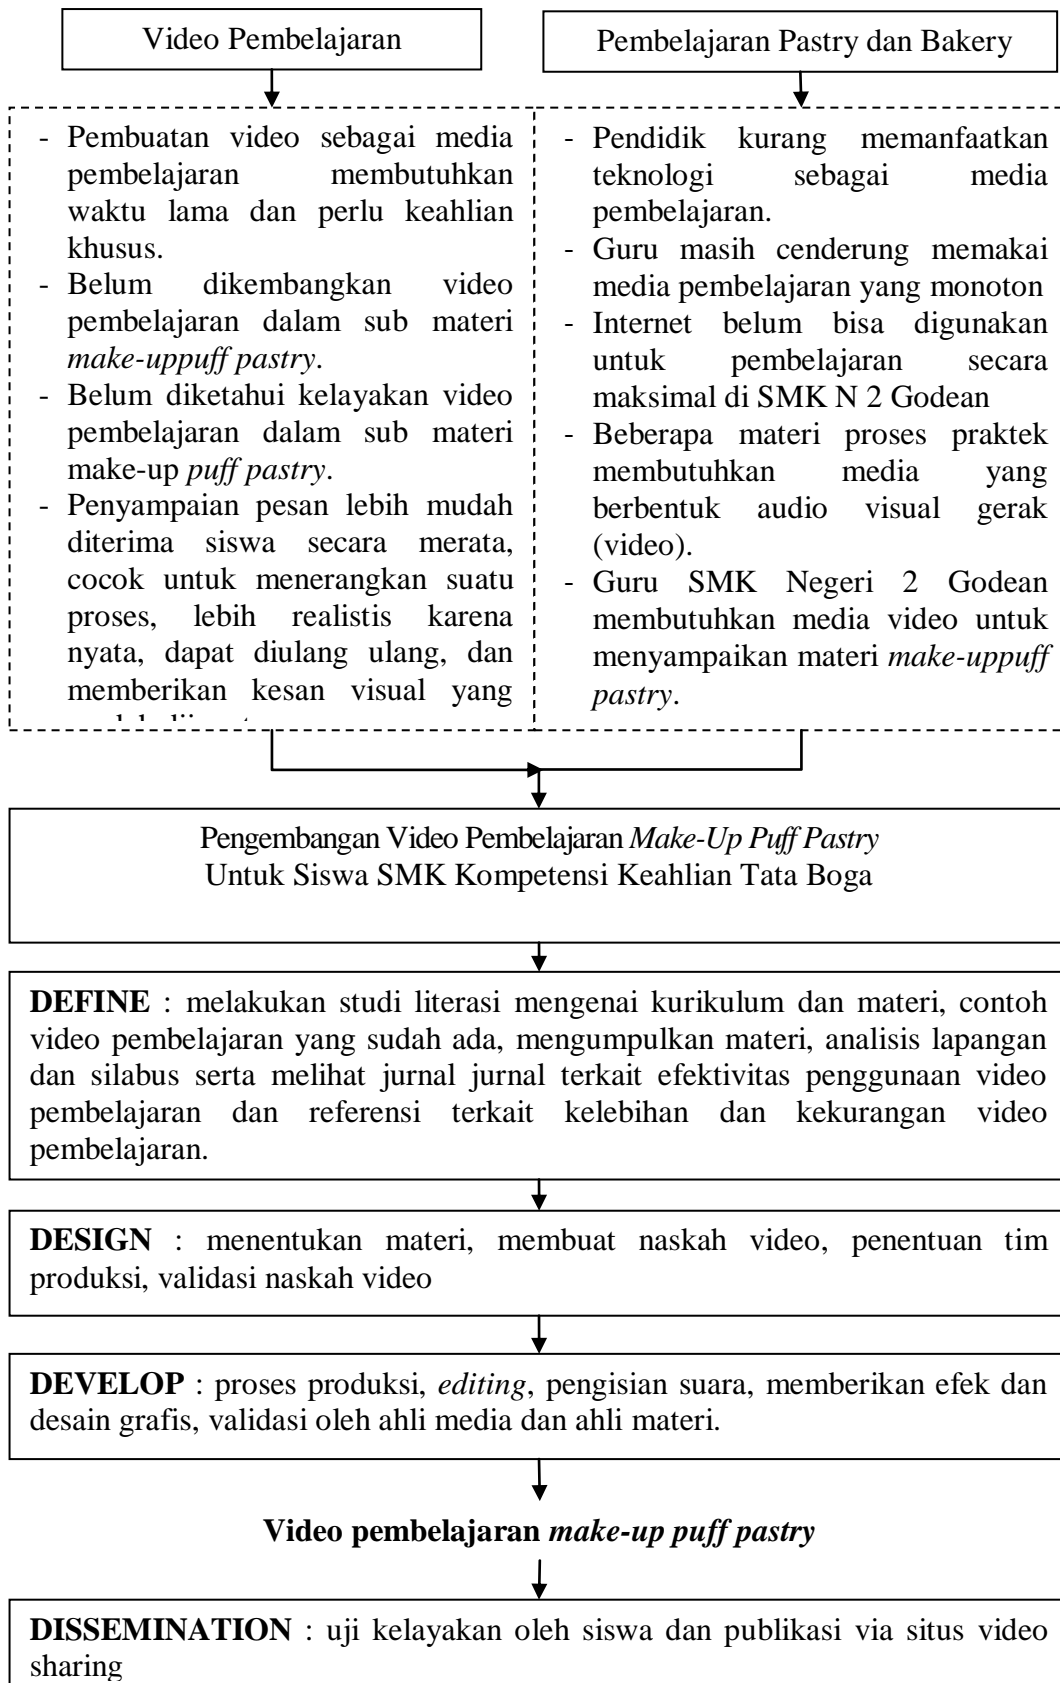 Video Pembelajaran
Pembelajaran Pastry dan Bakery
- Pembuatan video sebagai media
pembelajaran membutuhkan
waktu lama dan perlu keahlian
khusus.
- Belum dikembangkan video
pembelajaran dalam sub materi
make-uppuff pastry.
- Belum diketahui kelayakan video
pembelajaran dalam sub materi
make-up puff pastry.
- Penyampaian pesan lebih mudah
diterima siswa secara merata,
cocok untuk menerangkan suatu
proses, lebih realistis karena
nyata, dapat diulang ulang, dan
memberikan kesan visual yang
- Pendidik kurang memanfaatkan
teknologi sebagai media
pembelajaran.
- Guru masih cenderung memakai
media pembelajaran yang monoton
- Internet belum bisa digunakan
untuk pembelajaran secara
maksimal di SMK N 2 Godean
- Beberapa materi proses praktek
membutuhkan media yang
berbentuk audio visual gerak
(video).
- Guru SMK Negeri 2 Godean
membutuhkan media video untuk
menyampaikan materi make-uppuff
pastry.
Pengembangan Video Pembelajaran Make-Up Puff Pastry
Untuk Siswa SMK Kompetensi Keahlian Tata Boga
DEFINE : melakukan studi literasi mengenai kurikulum dan materi, contoh
video pembelajaran yang sudah ada, mengumpulkan materi, analisis lapangan
dan silabus serta melihat jurnal jurnal terkait efektivitas penggunaan video
pembelajaran dan referensi terkait kelebihan dan kekurangan video
pembelajaran.
DESIGN : menentukan materi, membuat naskah video, penentuan tim
produksi, validasi naskah video
DEVELOP : proses produksi, editing, pengisian suara, memberikan efek dan
desain grafis, validasi oleh ahli media dan ahli materi.
Video pembelajaran make-up puff pastry
DISSEMINATION : uji kelayakan oleh siswa dan publikasi via situs video
sharing